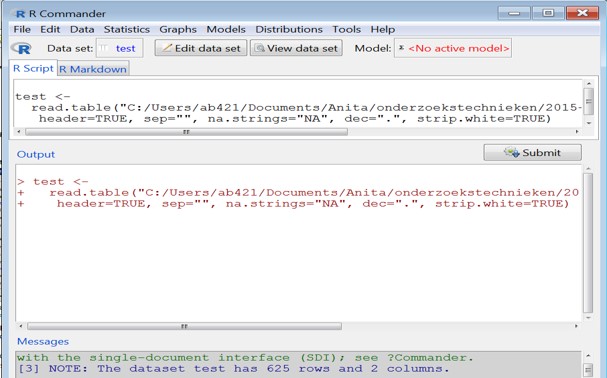 R Commander
File Edit Data Statistics Graphs Models Distributions Tools Help
Data set: test Edit data set View data set Model: <No active model>
R Script R Markdown
test <-
read.table("C:/Users/ab421/Documents/Anita/onderzoekstechnieken/2015-
header=TRUE, sep="", na.strings="NA", dec=".", strip.white=TRUE)
Output
Submit
> test <-
+ read.table("C:/Users/ab421/Documents/Anita/onderzoekstechnieken/20
+ header=TRUE, sep="", na.strings="NA", dec=".", strip.white=TRUE)
Messages
with the single-document interface (SDI); see ?Commander.
[3] NOTE: The dataset test has 625 rows and 2 columns.